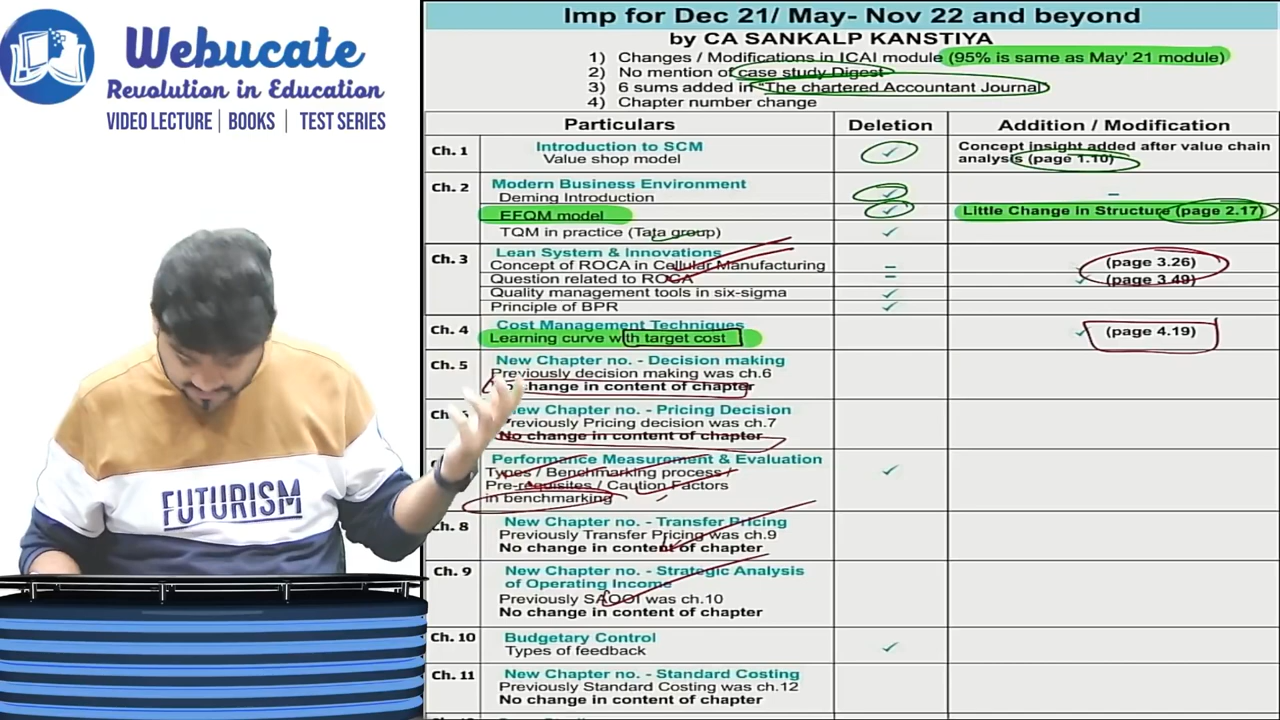 Webucate
Revolution in Education
VIDEO LECTURE | BOOKS | TEST SERIES
FUTURISM
Imp for Dec 21/ May- Nov 22 and beyond
by CA SANKALP KANSTIYA
1) Changes / Modifications in ICAI module (95% is same as May' 21 module)
2) No mention of case study Digest
3) 6 sums added in "The chartered Accountant Journal
4) Chapter number change
Particulars Deletion Addition / Modification
Ch. 1 Introduction to SCM
Value shop model ✓ Concept insight added after value chain
analysis (page 1.10)
Ch. 2 Modern Business Environment
Deming Introduction ✓ –
EFQM model ✓ Little Change in Structure (page 2.17)
TQM in practice (Tata group) ✓
Ch. 3 Lean System & Innovations
Concept of ROCA in Cellular Manufacturing – (page 3.26)
Question related to ROCA – ✓ (page 3.49)
Quality management tools in six-sigma ✓
Principle of BPR ✓
Ch. 4 Cost Management Techniques
Learning curve with target cost ✓ (page 4.19)
Ch. 5 New Chapter no. - Decision making
Previously decision making was ch.6
No change in content of chapter
New Chapter no. - Pricing Decision
Previously Pricing decision was ch.7
No change in content of chapter
Performance Measurement & Evaluation
Types / Benchmarking process / ✓
Pre-requisites / Caution Factors
in benchmarking
Ch. 8 New Chapter no. - Transfer Pricing
Previously Transfer Pricing was ch.9
No change in content of chapter
Ch. 9 New Chapter no. - Strategic Analysis
of Operating Income
Previously SAOOI was ch.10
No change in content of chapter
Ch. 10 Budgetary Control
Types of feedback ✓
Ch. 11 New Chapter no. - Standard Costing
Previously Standard Costing was ch.12
No change in content of chapter